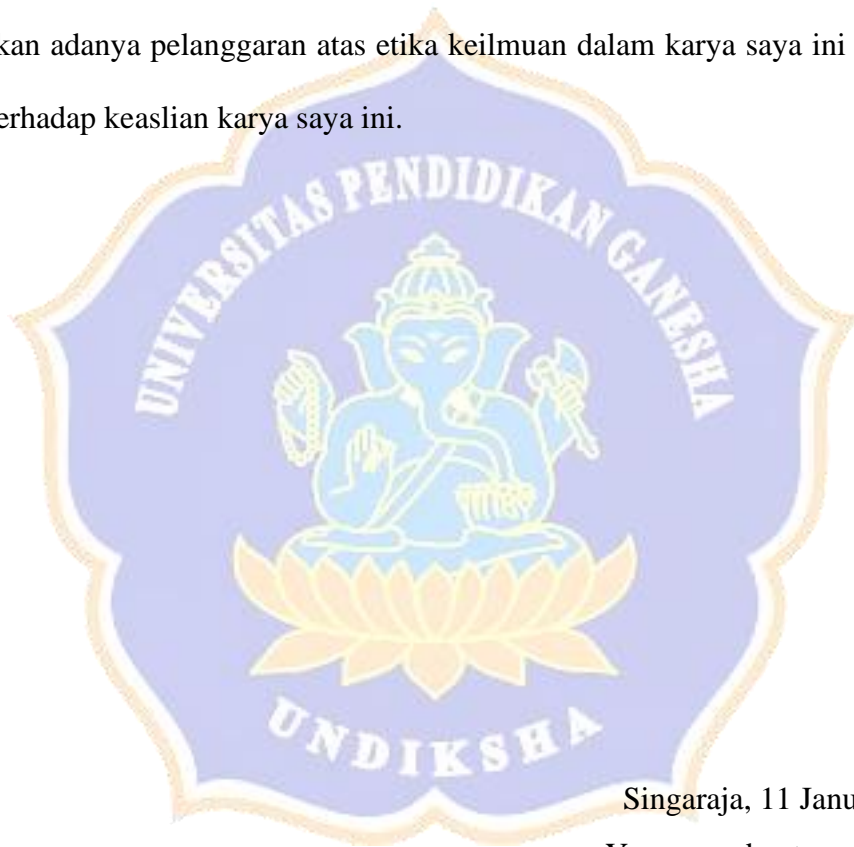 kan adanya pelanggaran atas etika keilmuan dalam karya saya ini
erhadap keaslian karya saya ini.
UNIVERSITAS PENDIDIKAN GANESHA
UNDIKSHA
Singaraja, 11 Janu